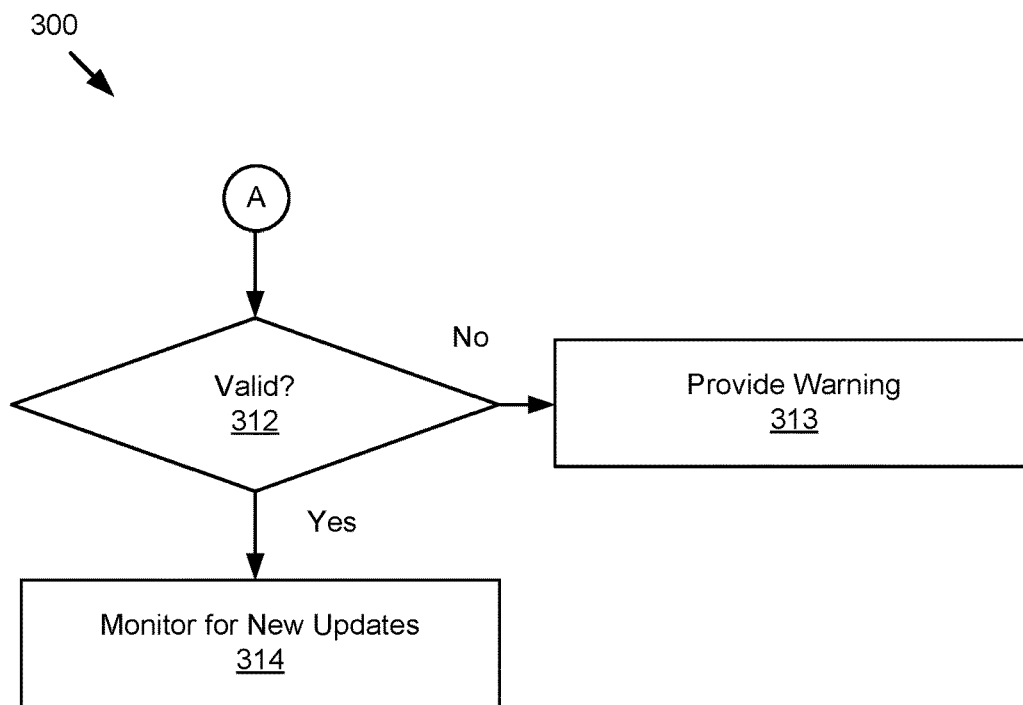 300
A
No
Valid?
312
Provide Warning
313
Yes
Monitor for New Updates
314